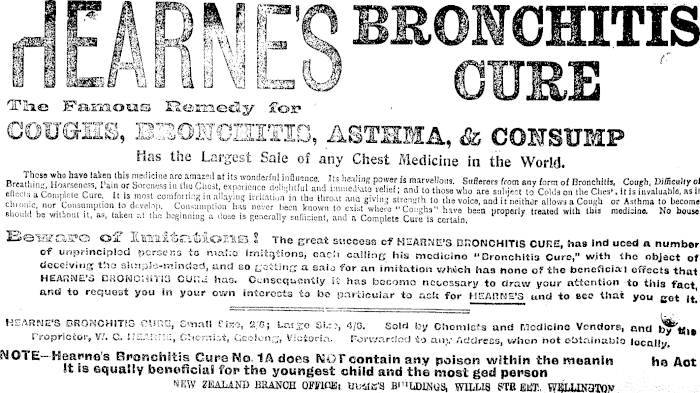 HEARNE'S BRONCHITIS
CURE
The Famous Remedy for
COUGHS, BRONCHITIS, ASTHMA, & CONSUMP
Has the Largest Sale of any Chest Medicine in the World.
Those who have taken this medicine are amazed at its wonderful influence. Its healing power is marvellous. Sufferers from any form of Bronchitis, Cough, Difficulty of
Breathing, Hoarseness, Pain or Soreness in the Chest, experience delightful and immediate relief; and to those who are subject to Colds on the Chest. It is invaluable, as it
effects a Complete Cure. It is most comforting in allaying irritation in the throat and giving strength to the voice, and it neither allows a Cough or Asthma to become
chronic, nor Consumption to develop. Consumption has never been known to exist where "Coughs" have been properly treated with this medicine. No house
should be without it, as, taken at the beginning a dose is generally sufficient, and a Complete Cure is certain.
Beware of Imitations! The great success of HEARNE'S BRONCHITIS CURE, has induced a number
of unprincipled persons to make imitations, each calling his medicine "Bronchitis Cure," with the object of
deceiving the simple-minded, and so getting a sale for an imitation which has none of the beneficial effects that
HEARNE'S BRONCHITIS CURE has. Consequently it has become necessary to draw your attention to this fact,
and to request you in your own interests to be particular to ask for HEARNE'S and to see that you get it.
HEARNE'S BRONCHITIS CURE, Small Size, 2/6; Large Size, 4/6. Sold by Chemists and Medicine Vendors, and by the
Proprietor, W. G. HEARNE, Chemist, Geelong, Victoria. Forwarded to any Address, when not obtainable locally.
NOTE—Hearne's Bronchitis Cure No. 1A does NOT contain any poison within the meanin he Act
It is equally beneficial for the youngest child and the most ged person
NEW ZEALAND BRANCH OFFICE; HUME'S BUILDINGS, WILLIS STREET. WELLINGTON